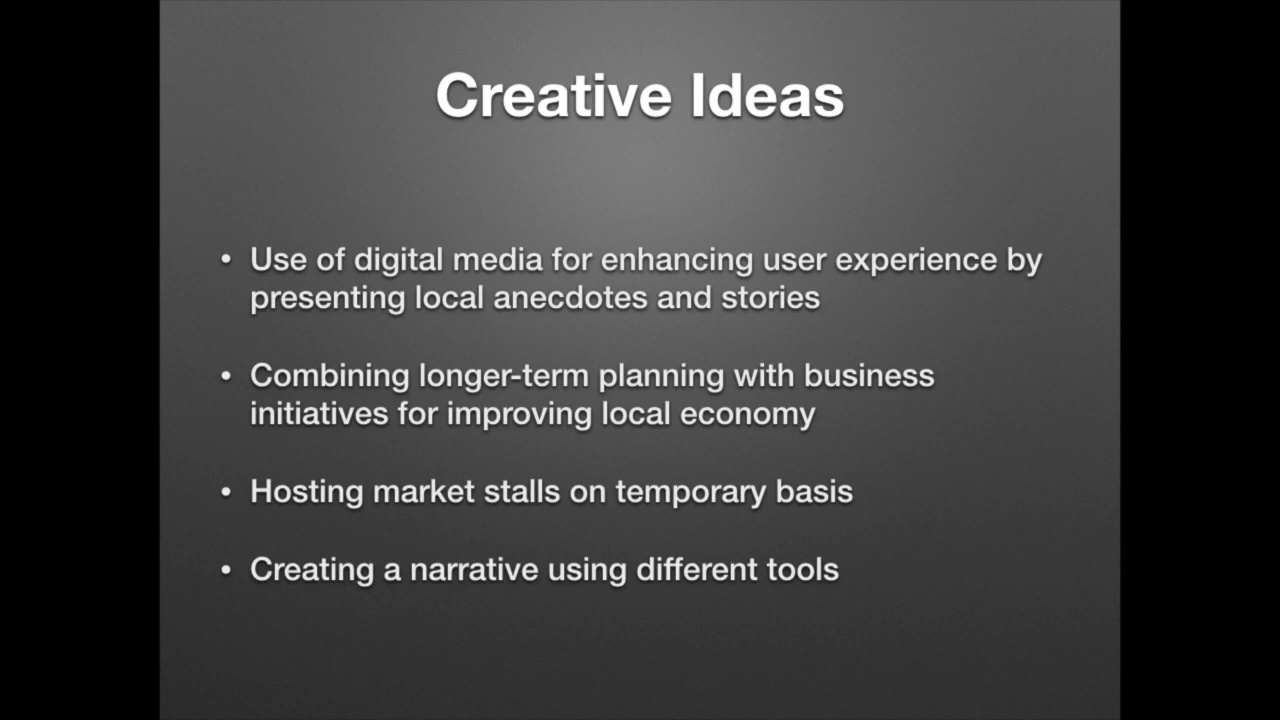 Creative Ideas
• Use of digital media for enhancing user experience by
presenting local anecdotes and stories
• Combining longer-term planning with business
initiatives for improving local economy
• Hosting market stalls on temporary basis
• Creating a narrative using different tools